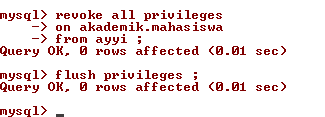 mysql> revoke all privileges
    -> on akademik.mahasiswa
    -> from ayyi ;
Query OK, 0 rows affected (0.01 sec)
mysql> flush privileges ;
Query OK, 0 rows affected (0.01 sec)
mysql> _